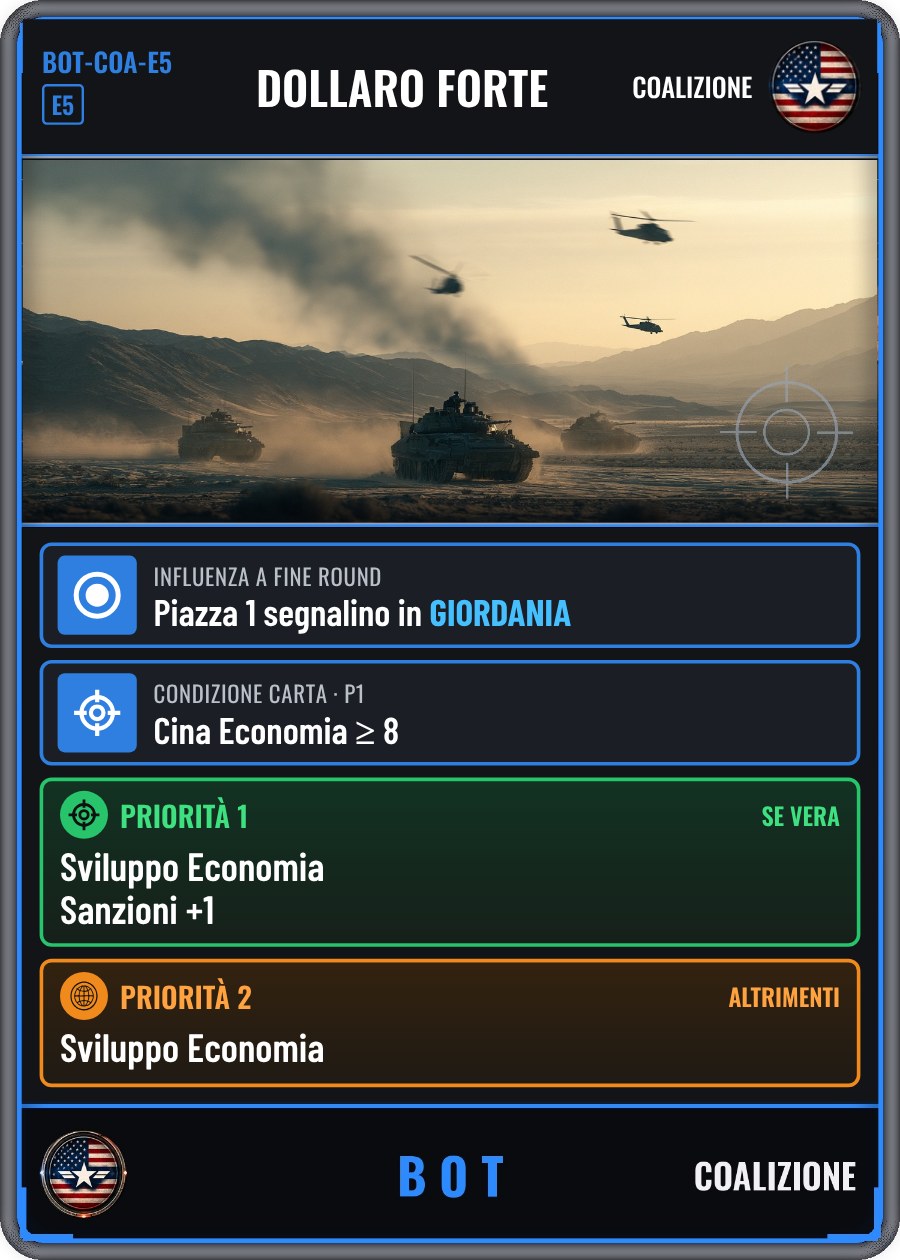 BOT-COA-E5
E5
DOLLARO FORTE
COALIZIONE
INFLUENZA A FINE ROUND
Piazza 1 segnalino in GIORDANIA
CONDIZIONE CARTA · P1
Cina Economia ≥ 8
PRIORITÀ 1
SE VERA
Sviluppo Economia
Sanzioni +1
PRIORITÀ 2
ALTRIMENTI
Sviluppo Economia
BOT
COALIZIONE